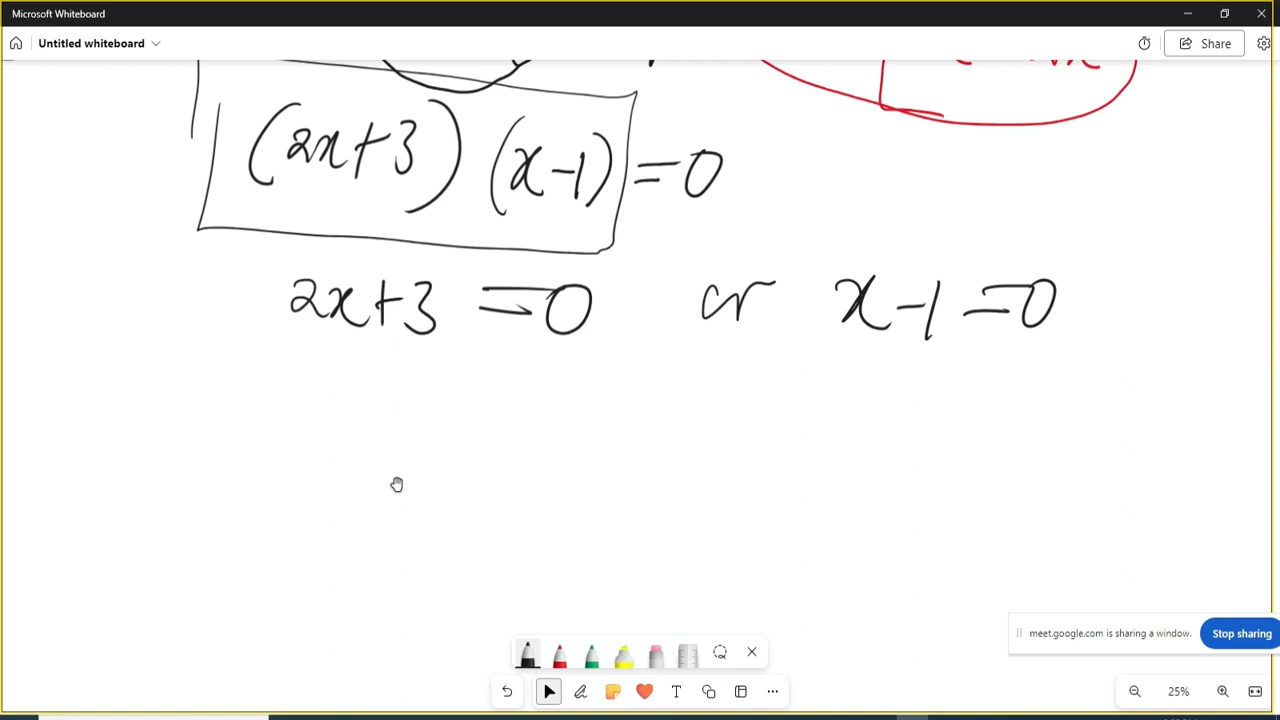 Microsoft Whiteboard
Untitled whiteboard
Share
(2x+3) (x-1) =0
2x+3 =0 or x-1=0
meet.google.com is sharing a window.
Stop sharing
25%